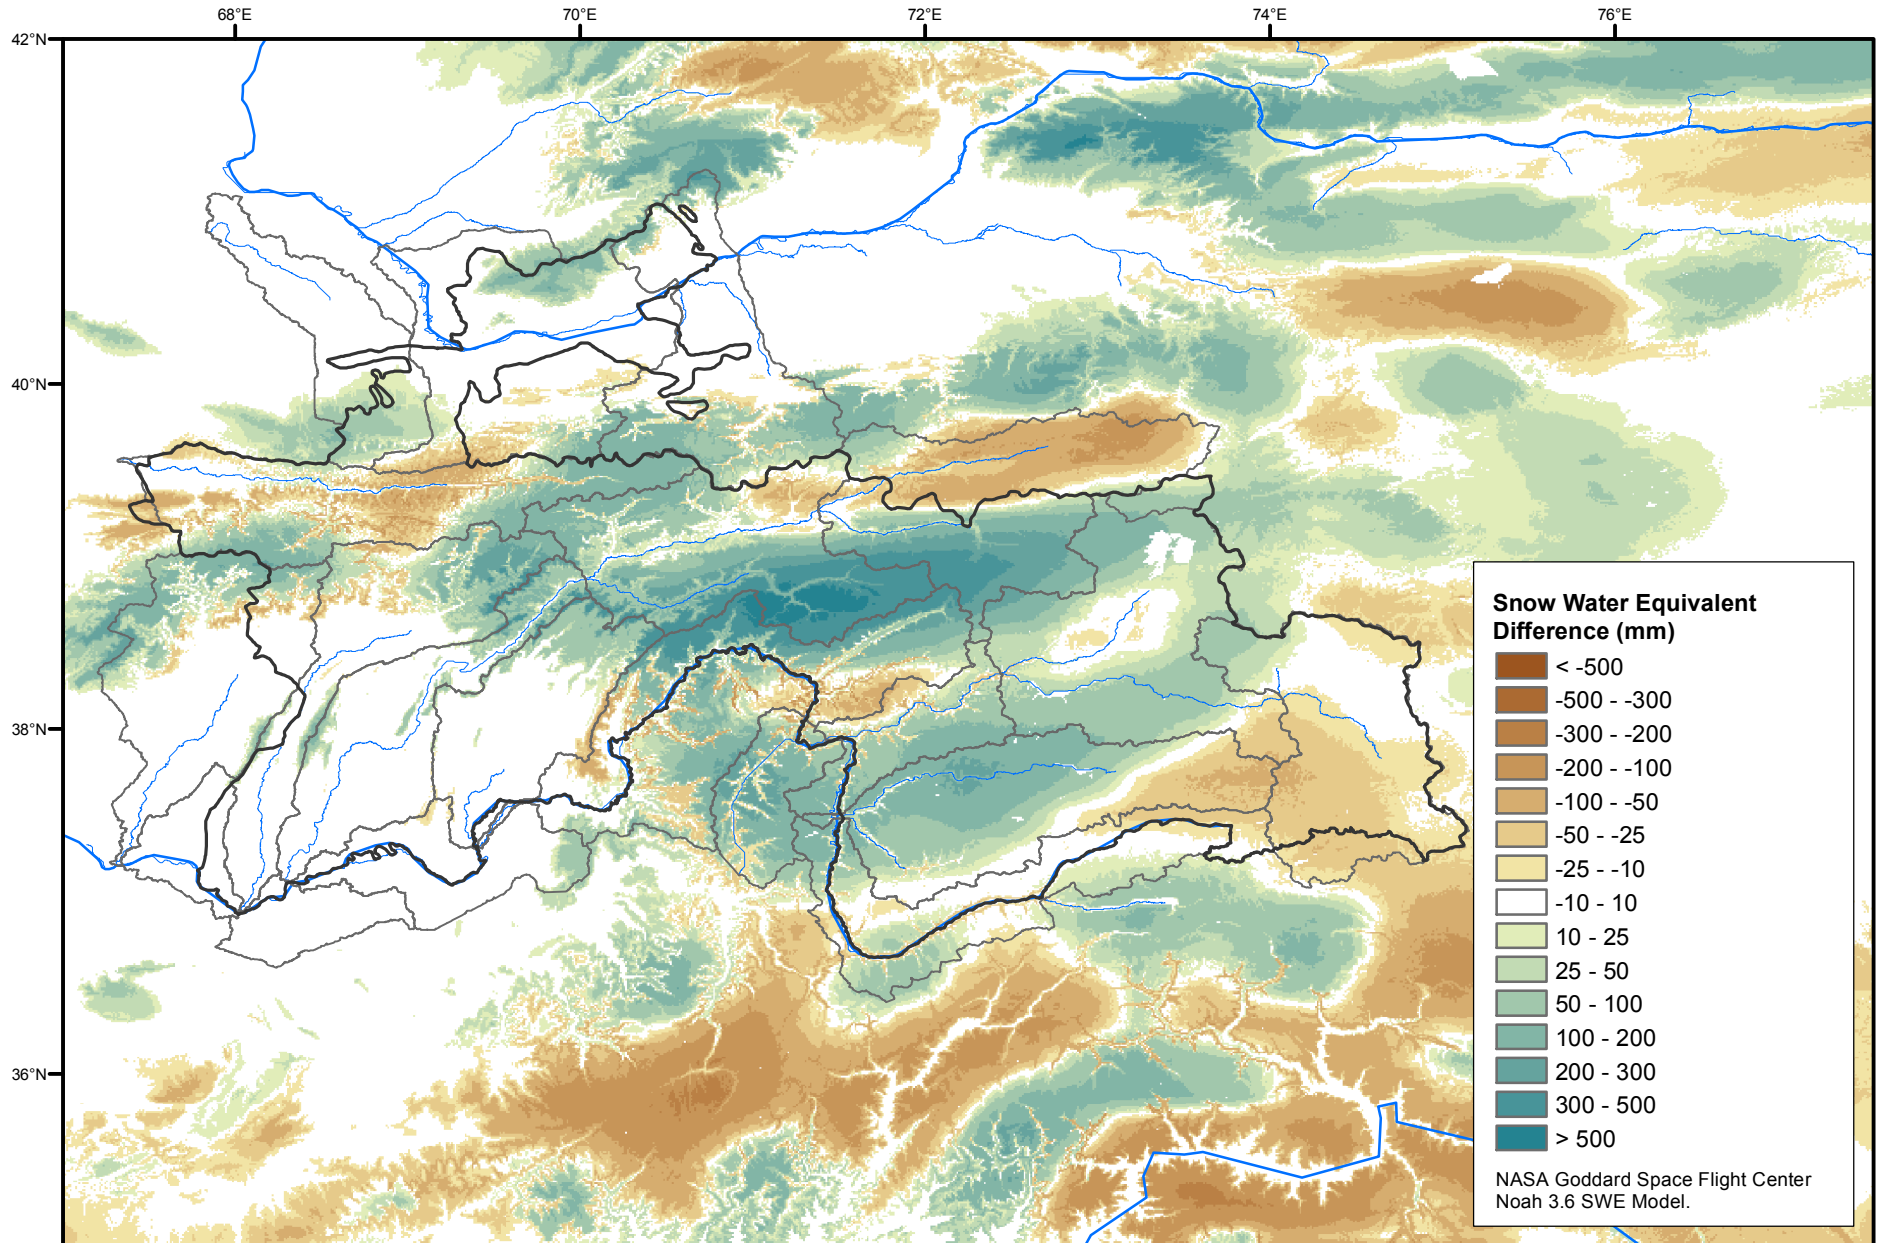 68°E 70°E 72°E 74°E 76°E
42°N
40°N
38°N
36°N
Snow Water Equivalent
Difference (mm)
< -500
-500 - -300
-300 - -200
-200 - -100
-100 - -50
-50 - -25
-25 - -10
-10 - 10
10 - 25
25 - 50
50 - 100
100 - 200
200 - 300
300 - 500
> 500
NASA Goddard Space Flight Center
Noah 3.6 SWE Model.